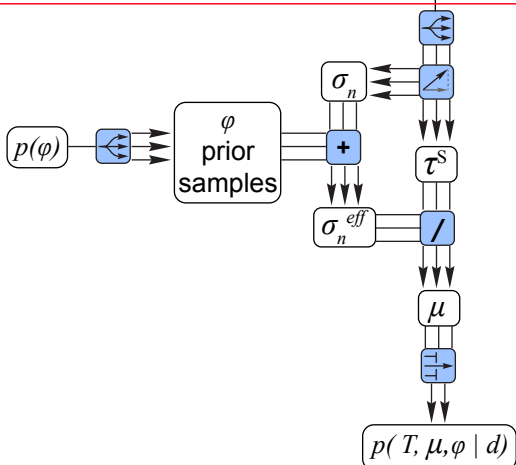 σₙ
p(φ)
φ
prior
samples
+
τˢ
σₙᵉᶠᶠ
/
μ
p( T, μ,φ | d)